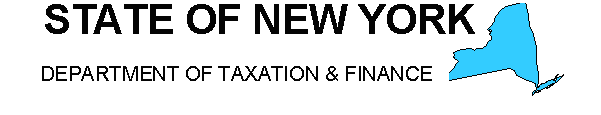 STATE OF NEW YORK
DEPARTMENT OF TAXATION & FINANCE